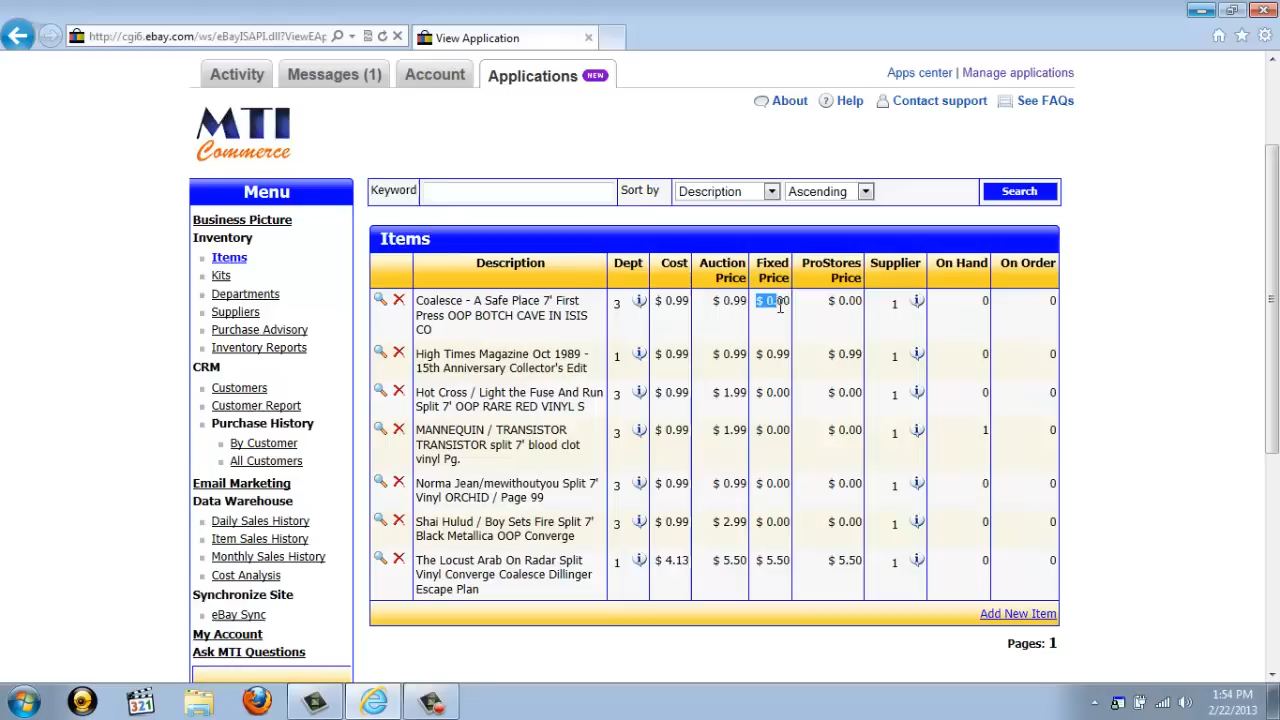 http://cgi6.ebay.com/ws/eBayISAPI.dll?ViewEAp
View Application
Activity Messages (1) Account Applications NEW
Apps center | Manage applications
About Help Contact support See FAQs
MTI
Commerce
Menu
Keyword Sort by Description Ascending Search
Business Picture
Inventory
Items
Kits
Departments
Suppliers
Purchase Advisory
Inventory Reports
CRM
Customers
Customer Report
Purchase History
By Customer
All Customers
Email Marketing
Data Warehouse
Daily Sales History
Item Sales History
Monthly Sales History
Cost Analysis
Synchronize Site
eBay Sync
My Account
Ask MTI Questions
Items
Description Dept Cost Auction Price Fixed Price ProStores Price Supplier On Hand On Order
Coalesce - A Safe Place 7' First 3 $ 0.99 $ 0.99 $ 0.00 $ 0.00 1 0 0
Press OOP BOTCH CAVE IN ISIS
CO
High Times Magazine Oct 1989 - 1 $ 0.99 $ 0.99 $ 0.99 $ 0.99 1 0 0
15th Anniversary Collector's Edit
Hot Cross / Light the Fuse And Run 3 $ 0.99 $ 1.99 $ 0.00 $ 0.00 1 0 0
Split 7' OOP RARE RED VINYL S
MANNEQUIN / TRANSISTOR 3 $ 0.99 $ 1.99 $ 0.00 $ 0.00 1 1 0
TRANSISTOR split 7' blood clot
vinyl Pg.
Norma Jean/mewithoutyou Split 7' 3 $ 0.99 $ 0.99 $ 0.00 $ 0.00 1 0 0
Vinyl ORCHID / Page 99
Shai Hulud / Boy Sets Fire Split 7' 3 $ 0.99 $ 2.99 $ 0.00 $ 0.00 1 0 0
Black Metallica OOP Converge
The Locust Arab On Radar Split 1 $ 4.13 $ 5.50 $ 5.50 $ 5.50 1 0 0
Vinyl Converge Coalesce Dillinger
Escape Plan
Add New Item
Pages: 1
321
1:54 PM
2/22/2013